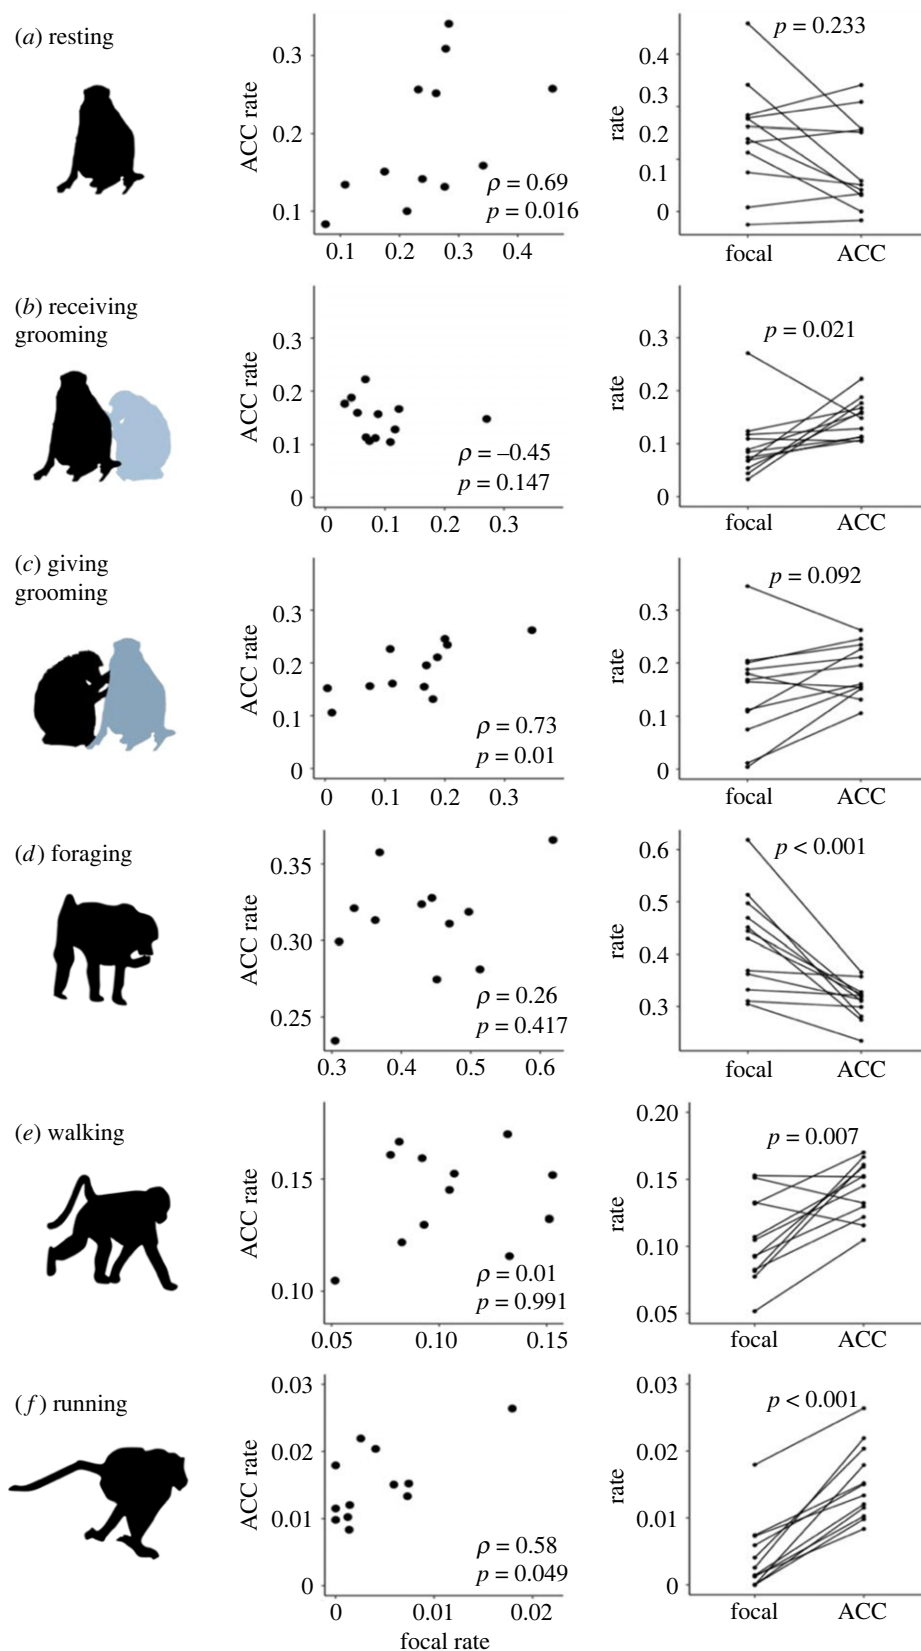 (a) resting
ACC rate
0.3
0.2
0.1
ρ = 0.69
p = 0.016
0.1 0.2 0.3 0.4
p = 0.233
rate
0.4
0.3
0.2
0.1
0
focal ACC
(b) receiving
grooming
ACC rate
0.3
0.2
0.1
0
ρ = –0.45
p = 0.147
0 0.1 0.2 0.3
p = 0.021
rate
0.3
0.2
0.1
0
focal ACC
(c) giving
grooming
ACC rate
0.3
0.2
0.1
0
ρ = 0.73
p = 0.01
0 0.1 0.2 0.3
p = 0.092
rate
0.3
0.2
0.1
0
focal ACC
(d) foraging
ACC rate
0.35
0.30
0.25
ρ = 0.26
p = 0.417
0.3 0.4 0.5 0.6
p < 0.001
rate
0.6
0.5
0.4
0.3
focal ACC
(e) walking
ACC rate
0.15
0.10
ρ = 0.01
p = 0.991
0.05 0.10 0.15
p = 0.007
rate
0.20
0.15
0.10
0.05
focal ACC
(f) running
ACC rate
0.03
0.02
0.01
0
ρ = 0.58
p = 0.049
0 0.01 0.02
focal rate
p < 0.001
rate
0.03
0.02
0.01
0
focal ACC